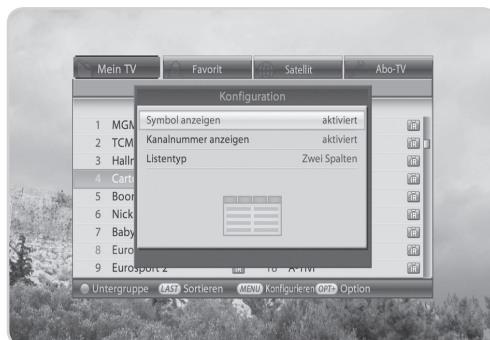 Mein TV Favorit Satellit Abo-TV
Konfiguration
Symbol anzeigen aktiviert
Kanalnummer anzeigen aktiviert
Listentyp Zwei Spalten
1 MGM
2 TCM
3 Hallr
4 Carto
5 Boor
6 Nick
7 Baby
8 Euro
9 Eurosport 2
Untergruppe LAST Sortieren MENU Konfigurieren OPT+ Option